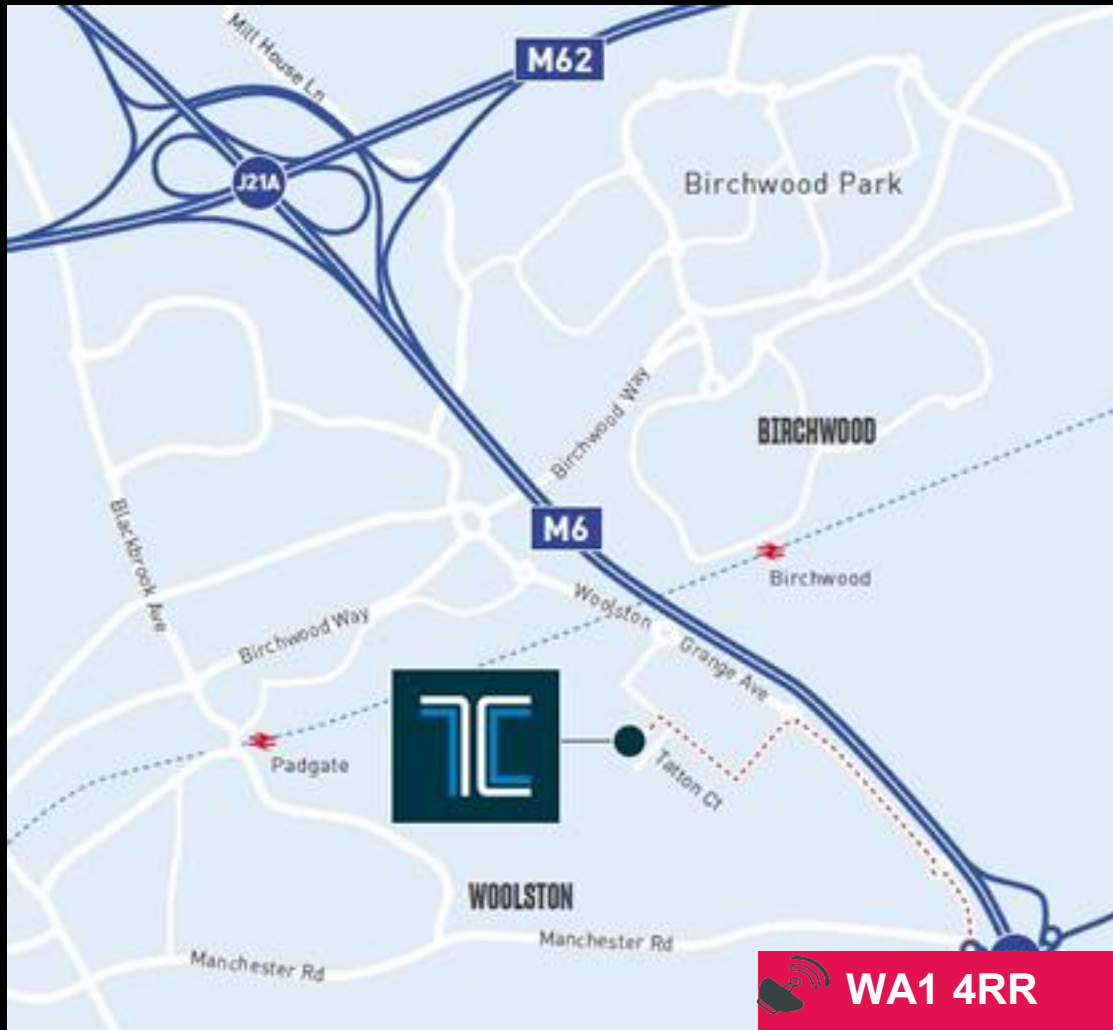 Mill House Ln
M62
J21A
Birchwood Park
Birchwood Way
BIRCHWOOD
M6
Blackbrook Ave
Birchwood
Woolston
Grange Ave
Birchwood Way
TC
Padgate
Tatton Ct
WOOLSTON
Manchester Rd
Manchester Rd
WA1 4RR